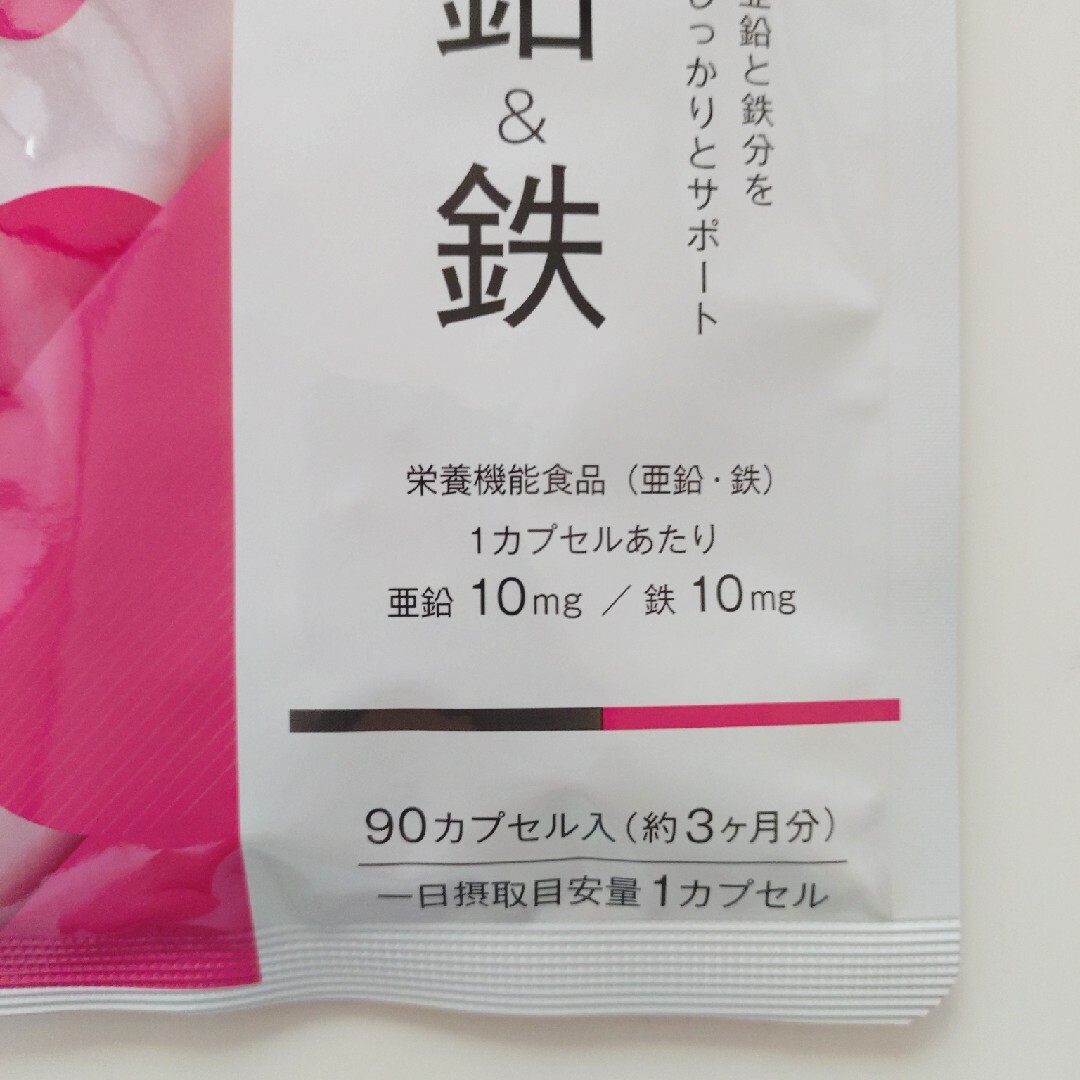 鉛
&
鉄
亜鉛と鉄分を
しっかりとサポート
栄養機能食品（亜鉛・鉄）
1カプセルあたり
亜鉛 10mg ／ 鉄 10mg
90カプセル入（約3ヶ月分）
一日摂取目安量 1カプセル